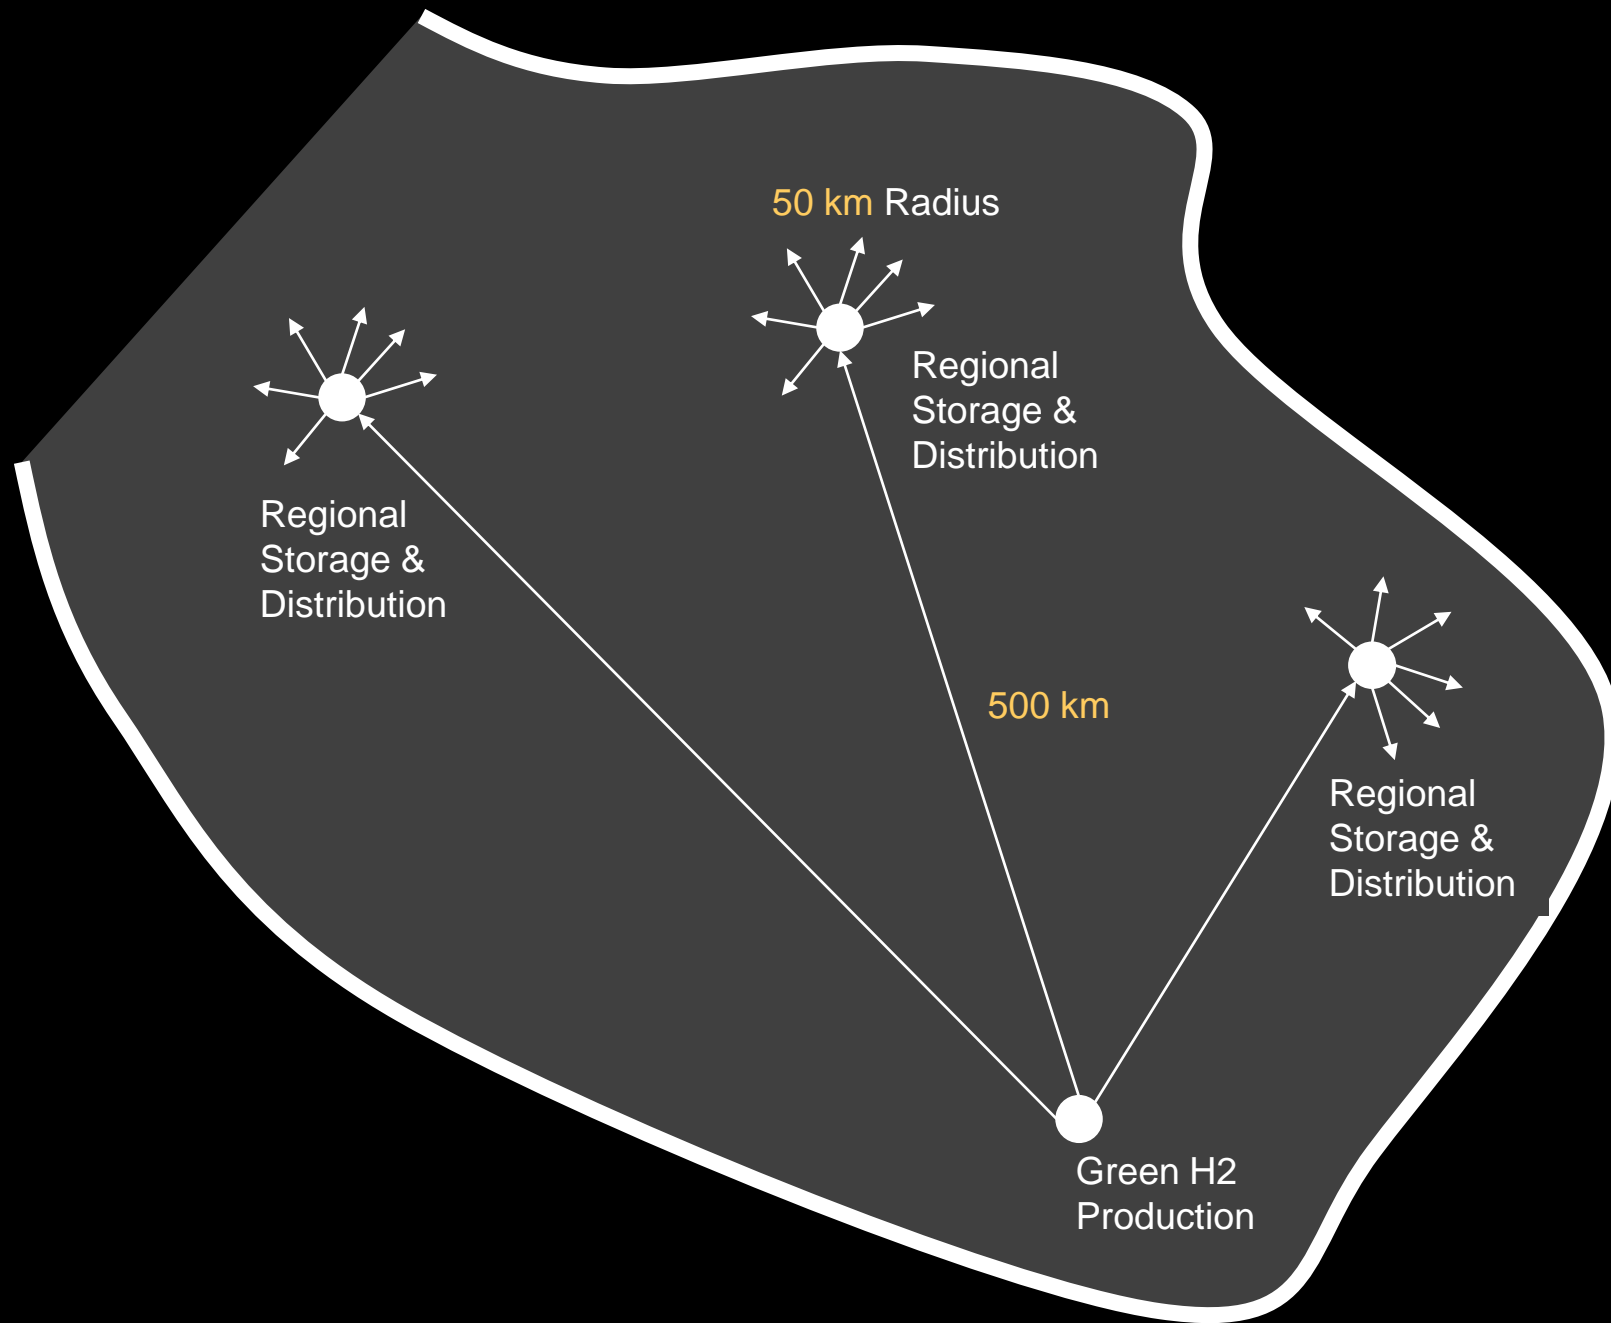 50 km Radius
Regional
Storage &
Distribution
Regional
Storage &
Distribution
500 km
Regional
Storage &
Distribution
Green H2
Production